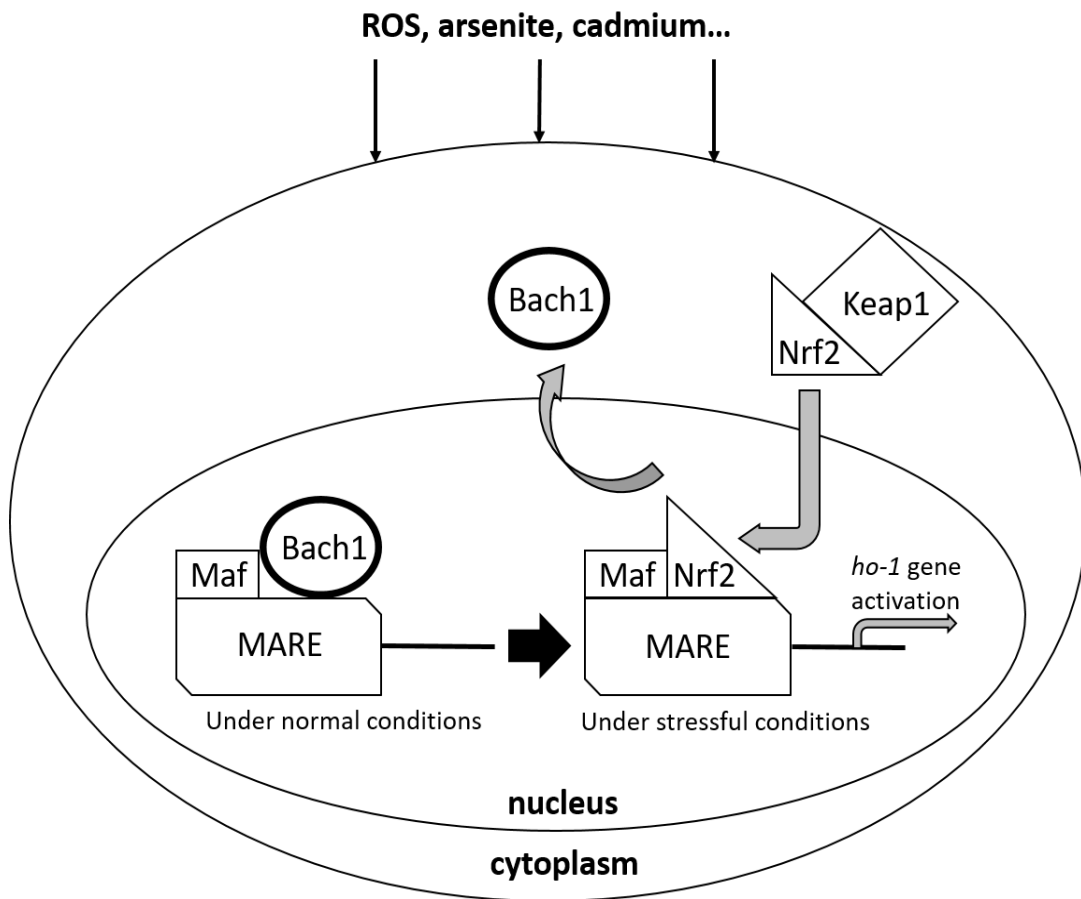 ROS, arsenite, cadmium...
Bach1
Keap1
Nrf2
Bach1
Maf
MARE
Under normal conditions
Maf
Nrf2
MARE
Under stressful conditions
ho-1 gene
activation
nucleus
cytoplasm